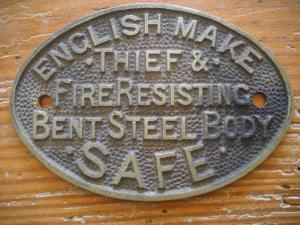 ENGLISH MAKE
THIEF &
FIRE RESISTING
BENT STEEL BODY
SAFE